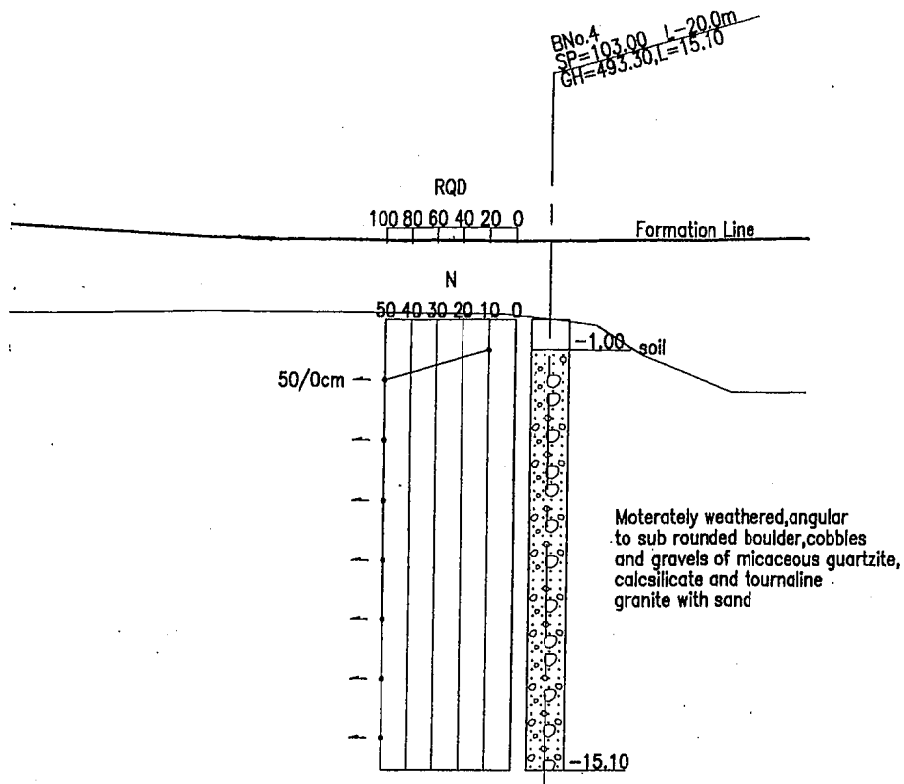 BNo.4
SP=103.00 L-20.0m
GH=493.30,L=15.10
RQD
100 80 60 40 20 0
Formation Line
N
50 40 30 20 10 0
-1.00 soil
50/0cm
Moterately weathered,angular
to sub rounded boulder,cobbles
and gravels of micaceous guartzite,
calcsilicate and tournaline
granite with sand
-15.10